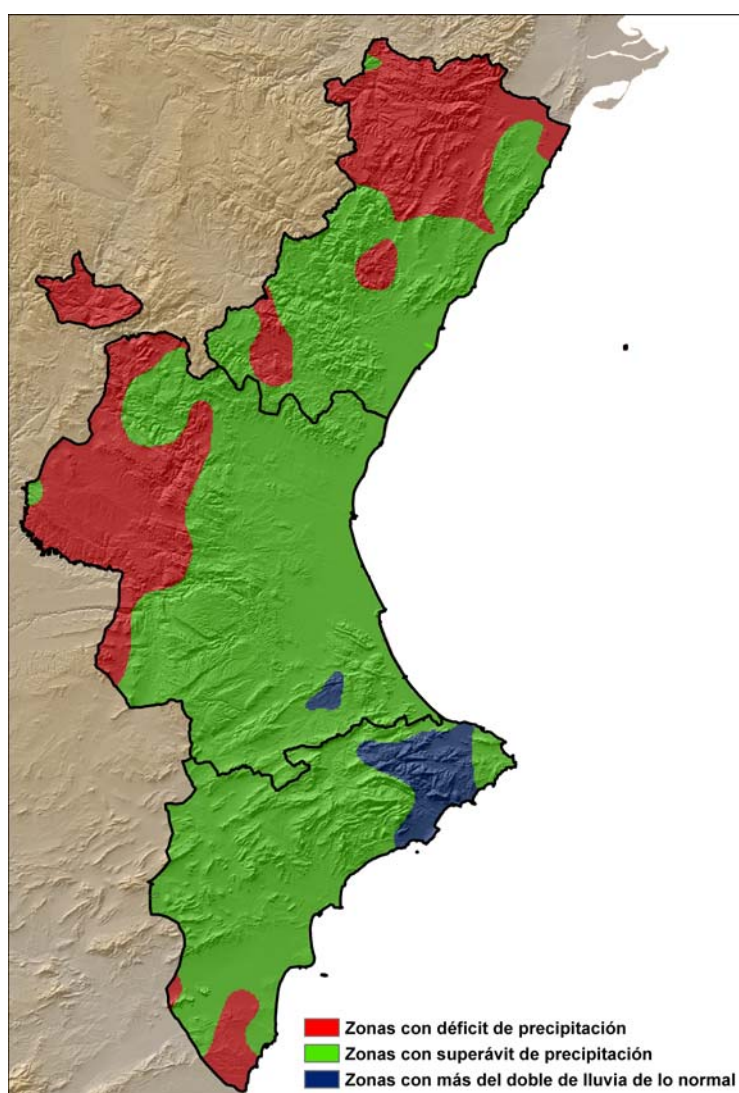 Zonas con déficit de precipitación
Zonas con superávit de precipitación
Zonas con más del doble de lluvia de lo normal